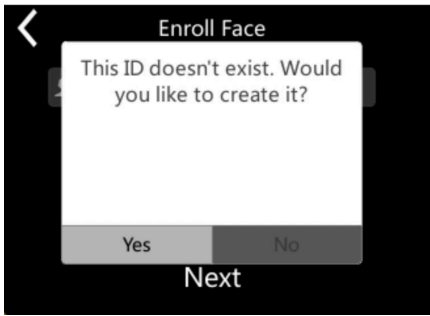 Enroll Face
This ID doesn't exist. Would
you like to create it?
Yes
No
Next